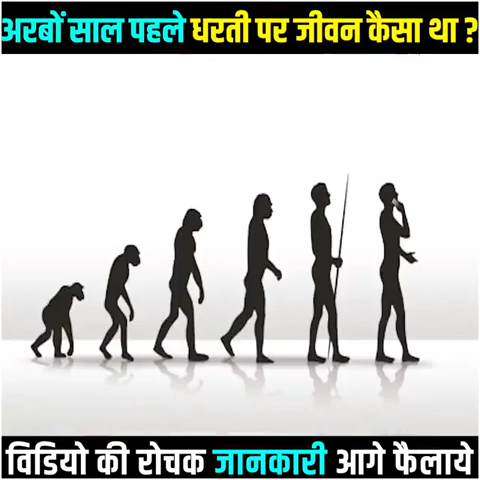 अरबों साल पहले धरती पर जीवन कैसा था ?
विडियो की रोचक जानकारी आगे फैलाये